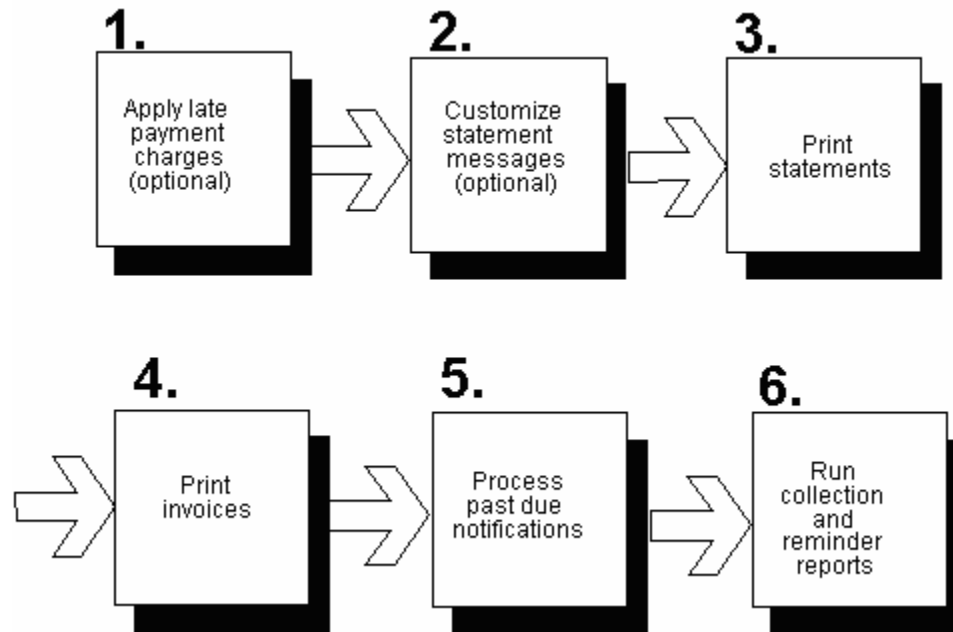 1.
Apply late
payment
charges
(optional)
2.
Customize
statement
messages
(optional)
3.
Print
statements
4.
Print
invoices
5.
Process
past due
notifications
6.
Run
collection
and
reminder
reports